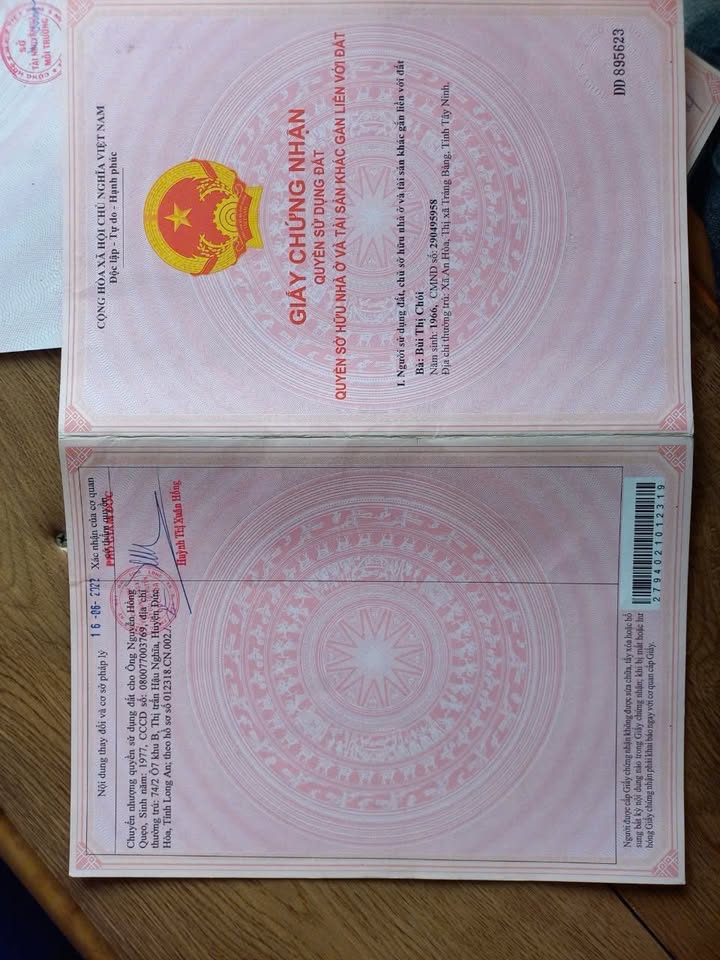 CỘNG HÒA XÃ HỘI CHỦ NGHĨA VIỆT NAM
Độc lập - Tự do - Hạnh phúc
GIẤY CHỨNG NHẬN
QUYỀN SỬ DỤNG ĐẤT
QUYỀN SỞ HỮU NHÀ Ở VÀ TÀI SẢN KHÁC GẮN LIỀN VỚI ĐẤT
I. Người sử dụng đất, chủ sở hữu nhà ở và tài sản khác gắn liền với đất
Bà: Bùi Thị Chói
Năm sinh: 1966, CMND số: 290495958
Địa chỉ thường trú: Xã An Hòa, Thị xã Trảng Bàng, Tỉnh Tây Ninh.
DD 895623
Nội dung thay đổi và cơ sở pháp lý
Xác nhận của cơ quan
có thẩm quyền
16-06-2022
PHÓ GIÁM ĐỐC
Chuyển nhượng quyền sử dụng đất cho Ông Nguyễn Hồng
Quẹo, Sinh năm: 1977, CCCD số: 080077003769, địa chỉ
thường trú: 74/2 Ô7 khu B, Thị trấn Hậu Nghĩa, Huyện Đức
Hòa, Tỉnh Long An; theo hồ sơ số 012318.CN.002./.
Huỳnh Thị Xuân Hồng
Người được cấp Giấy chứng nhận không được sửa chữa, tẩy xóa hoặc bổ
sung bất kỳ nội dung nào trong Giấy chứng nhận; khi bị mất hoặc hư
hỏng Giấy chứng nhận phải khai báo ngay với cơ quan cấp Giấy.
2794021012319
SỞ
TÀI NGUYÊN
MÔI TRƯỜNG